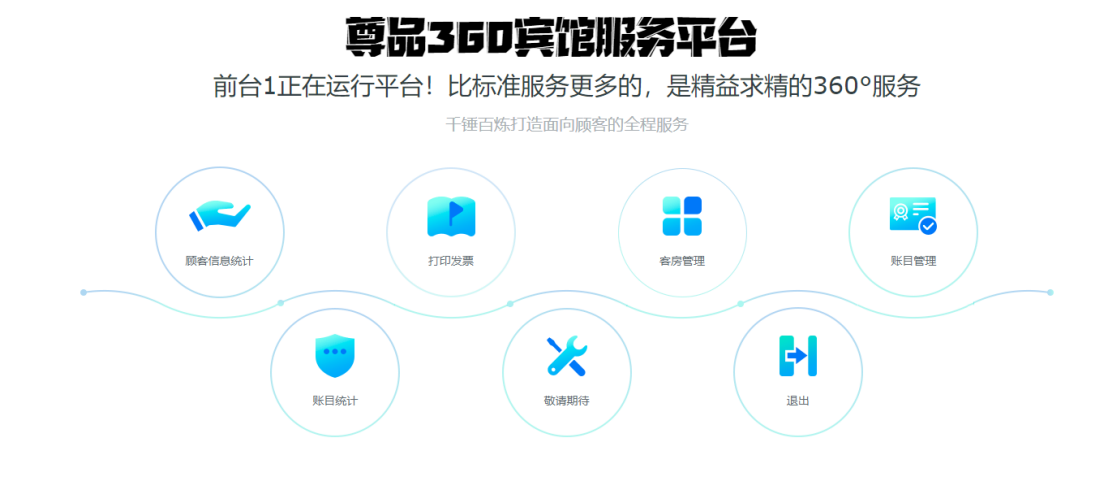 尊品360宾馆服务平台
前台1正在运行平台！比标准服务更多的，是精益求精的360°服务
千锤百炼打造面向顾客的全程服务
顾客信息统计
打印发票
客房管理
账目管理
账目统计
敬请期待
退出